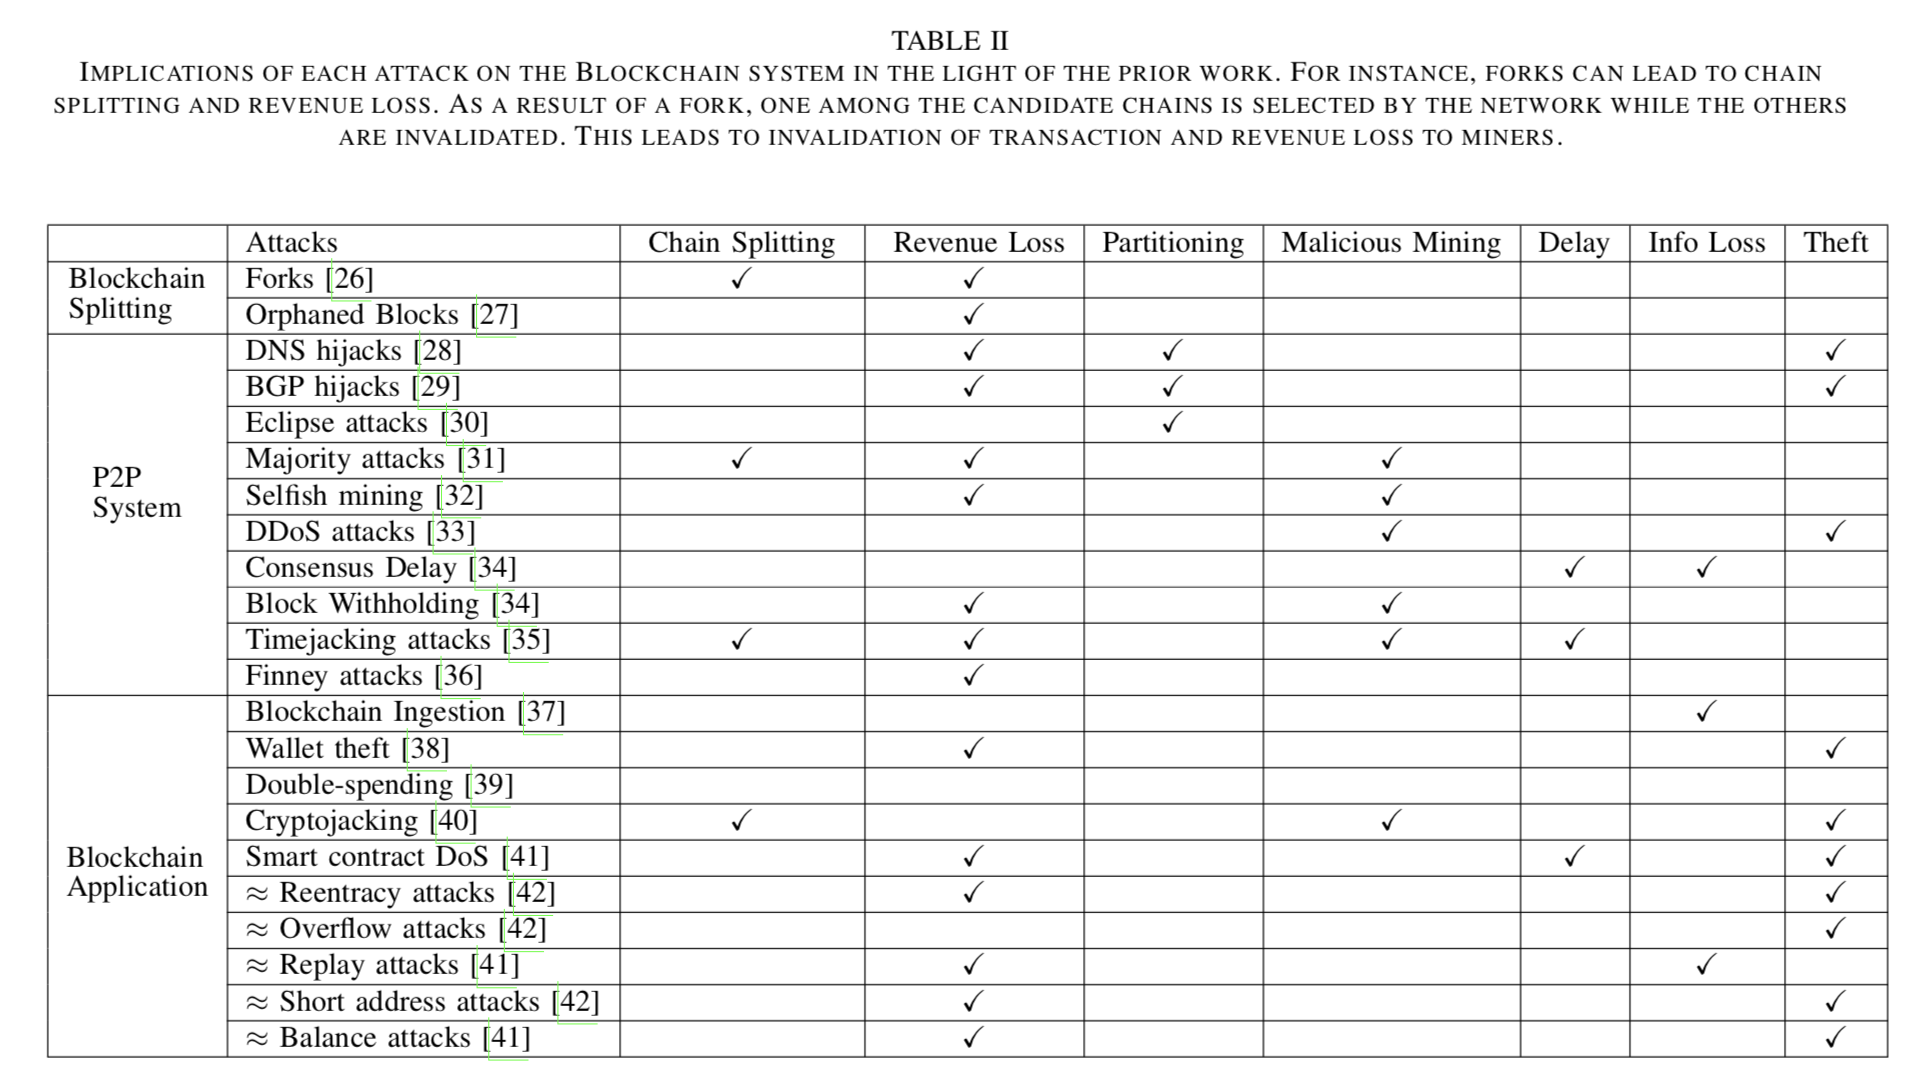 TABLE II
IMPLICATIONS OF EACH ATTACK ON THE BLOCKCHAIN SYSTEM IN THE LIGHT OF THE PRIOR WORK. FOR INSTANCE, FORKS CAN LEAD TO CHAIN
SPLITTING AND REVENUE LOSS. AS A RESULT OF A FORK, ONE AMONG THE CANDIDATE CHAINS IS SELECTED BY THE NETWORK WHILE THE OTHERS
ARE INVALIDATED. THIS LEADS TO INVALIDATION OF TRANSACTION AND REVENUE LOSS TO MINERS.
Attacks Chain Splitting Revenue Loss Partitioning Malicious Mining Delay Info Loss Theft
Blockchain
Splitting
Forks [26] ✓ ✓
Orphaned Blocks [27] ✓
P2P
System
DNS hijacks [28] ✓ ✓ ✓
BGP hijacks [29] ✓ ✓ ✓
Eclipse attacks [30] ✓
Majority attacks [31] ✓ ✓ ✓
Selfish mining [32] ✓ ✓
DDoS attacks [33] ✓ ✓
Consensus Delay [34] ✓ ✓
Block Withholding [34] ✓ ✓
Timejacking attacks [35] ✓ ✓ ✓ ✓
Finney attacks [36] ✓
Blockchain
Application
Blockchain Ingestion [37] ✓
Wallet theft [38] ✓ ✓
Double-spending [39]
Cryptojacking [40] ✓ ✓ ✓
Smart contract DoS [41] ✓ ✓ ✓
≈ Reentracy attacks [42] ✓ ✓
≈ Overflow attacks [42] ✓
≈ Replay attacks [41] ✓ ✓
≈ Short address attacks [42] ✓ ✓
≈ Balance attacks [41] ✓ ✓